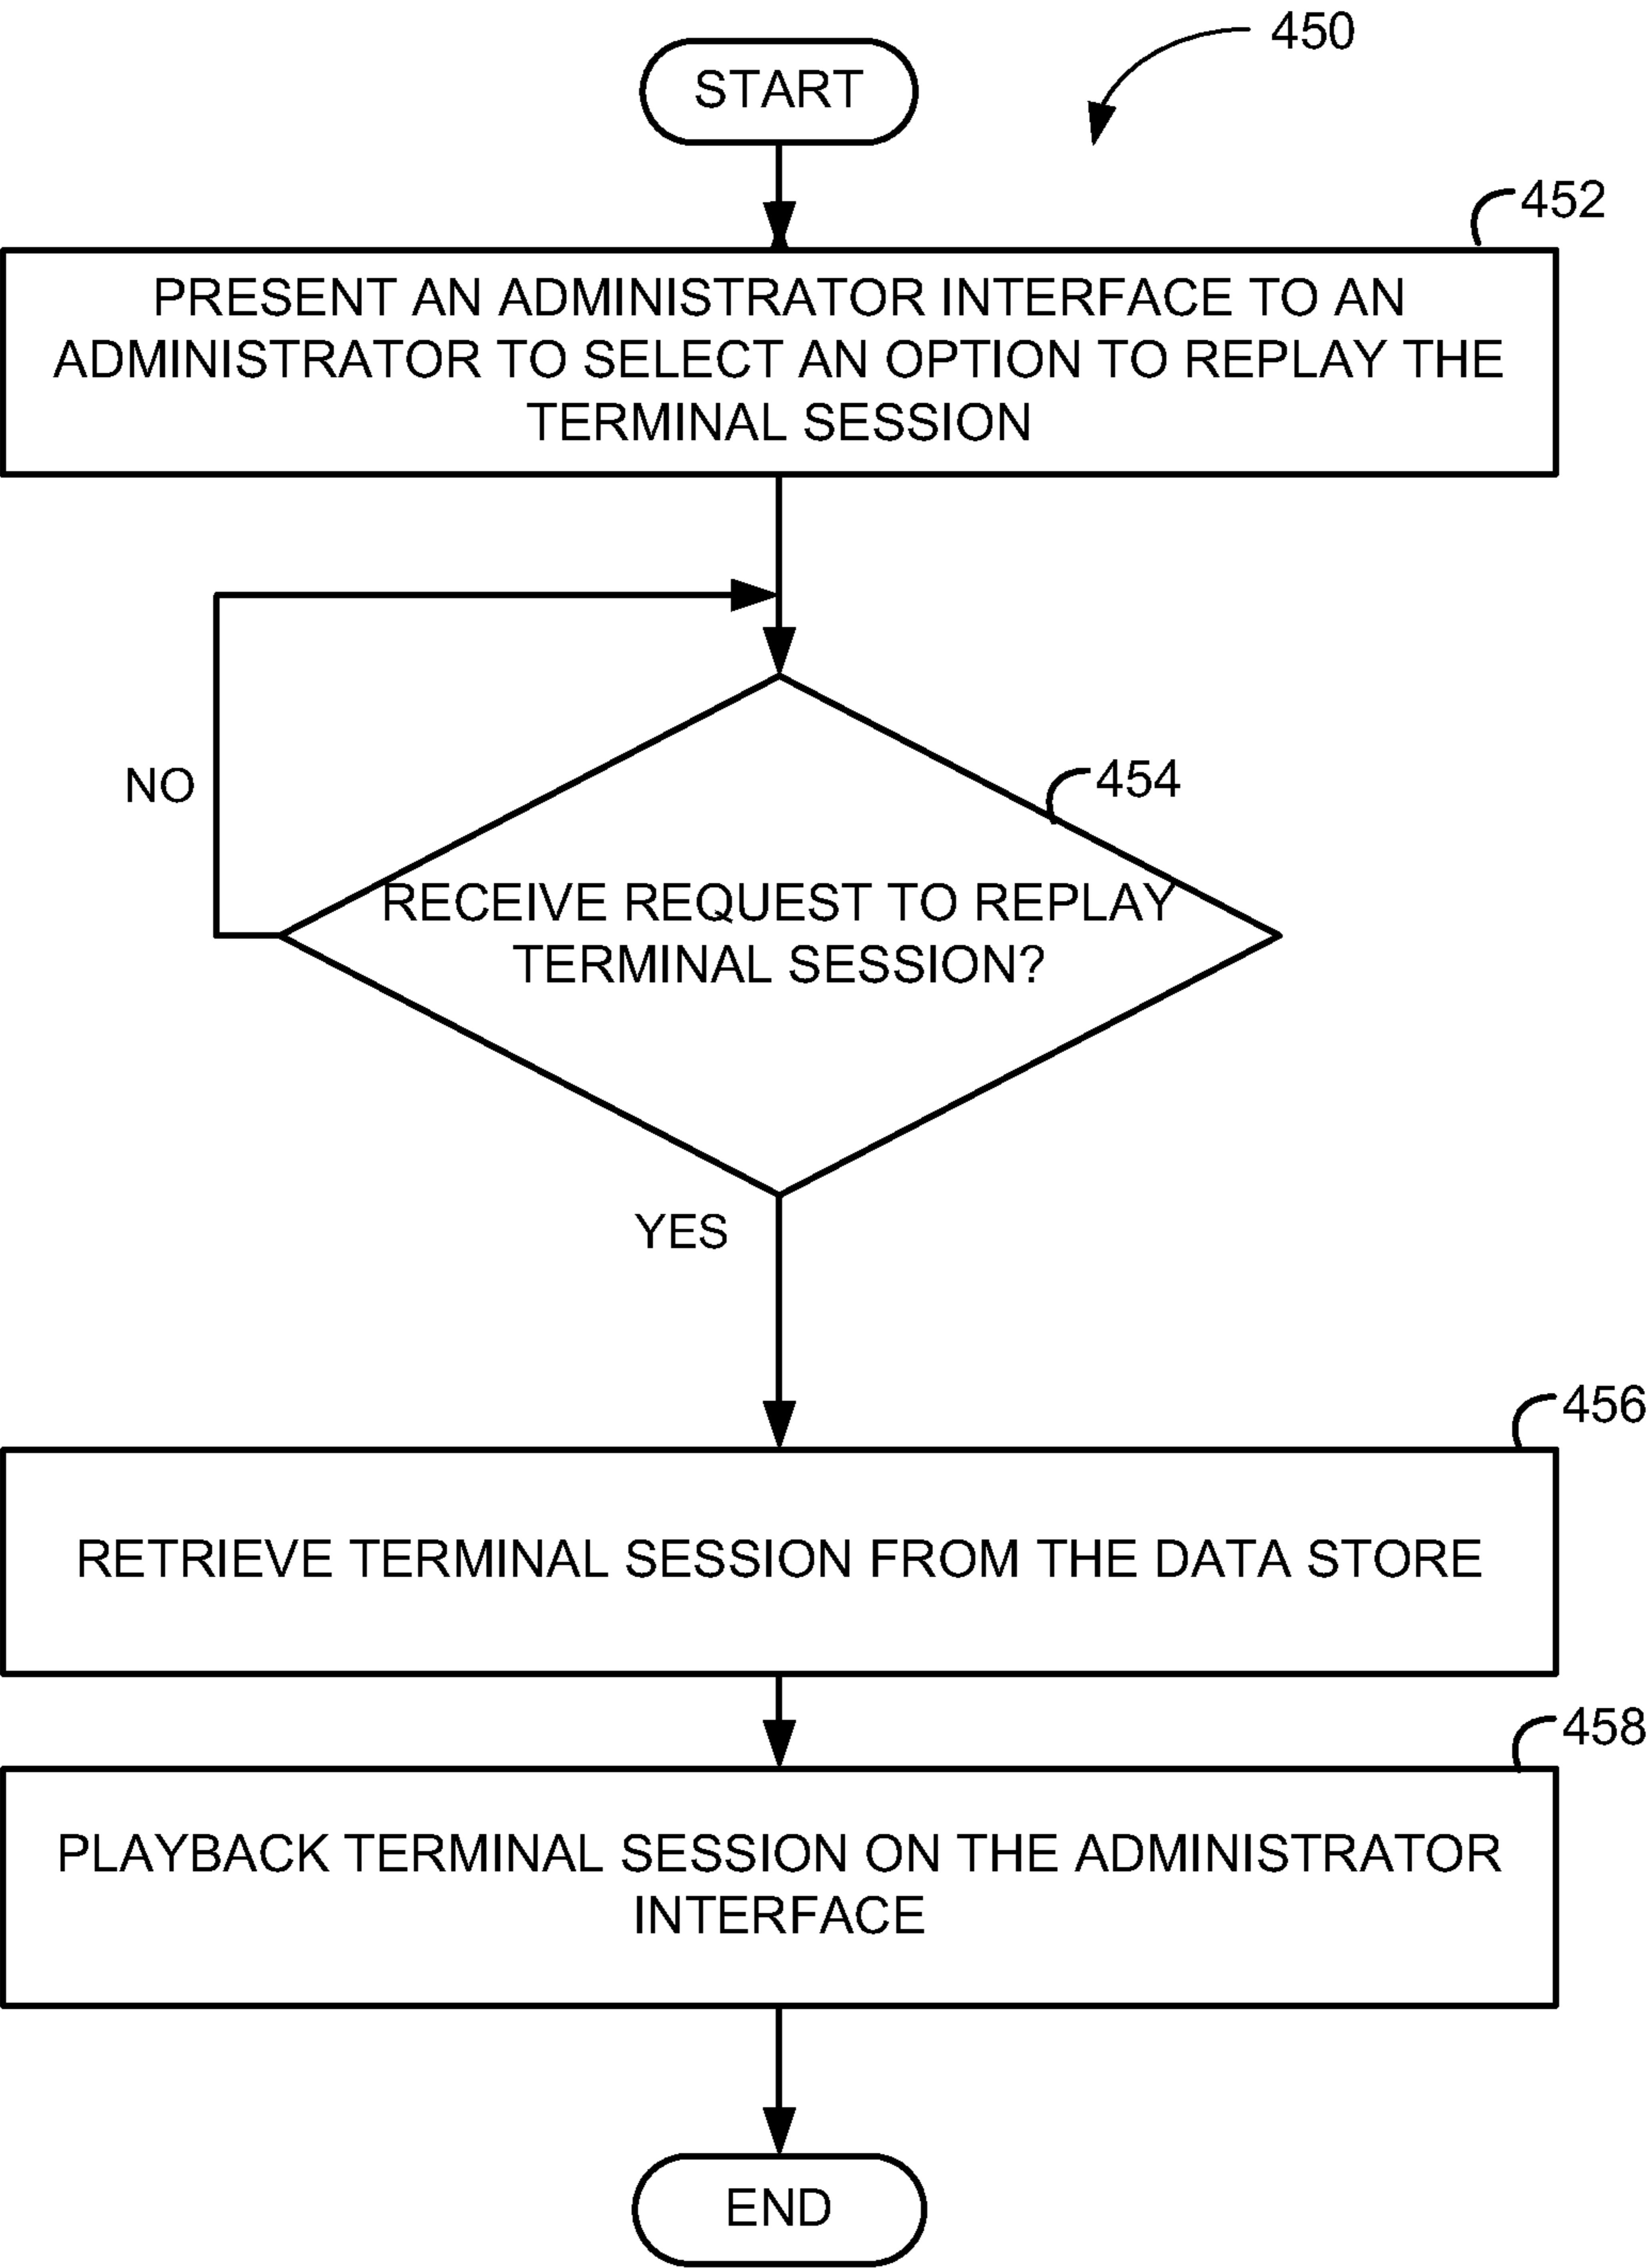 450
START
452
PRESENT AN ADMINISTRATOR INTERFACE TO AN
ADMINISTRATOR TO SELECT AN OPTION TO REPLAY THE
TERMINAL SESSION
NO
454
RECEIVE REQUEST TO REPLAY
TERMINAL SESSION?
YES
456
RETRIEVE TERMINAL SESSION FROM THE DATA STORE
458
PLAYBACK TERMINAL SESSION ON THE ADMINISTRATOR
INTERFACE
END